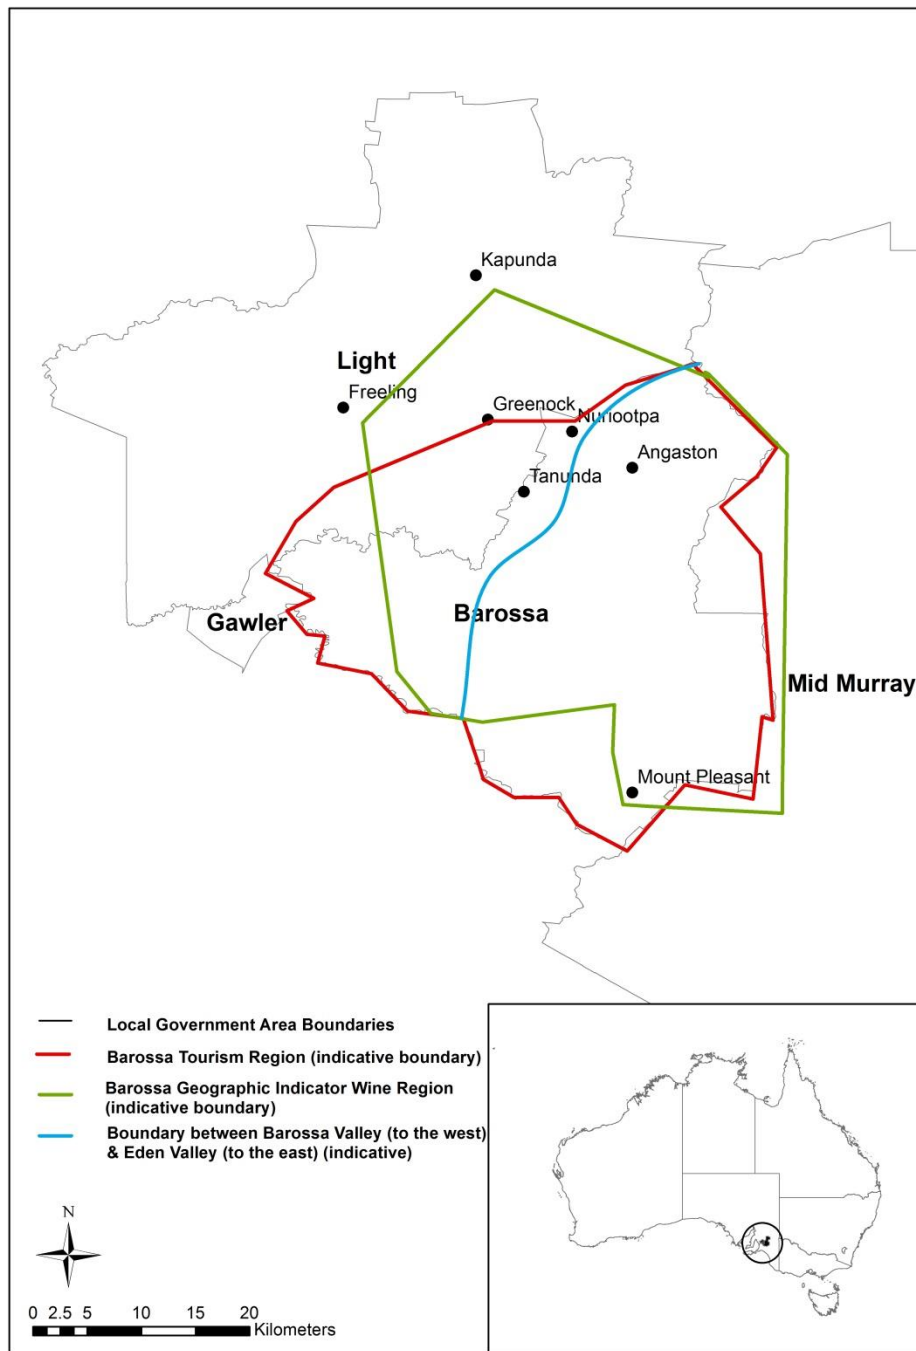 Kapunda
Light
Freeling
Greenock
Nuriootpa
Angaston
Tanunda
Gawler
Barossa
Mid Murray
Mount Pleasant
Local Government Area Boundaries
Barossa Tourism Region (indicative boundary)
Barossa Geographic Indicator Wine Region
(indicative boundary)
Boundary between Barossa Valley (to the west)
& Eden Valley (to the east) (indicative)
N
0 2.5 5 10 15 20
Kilometers